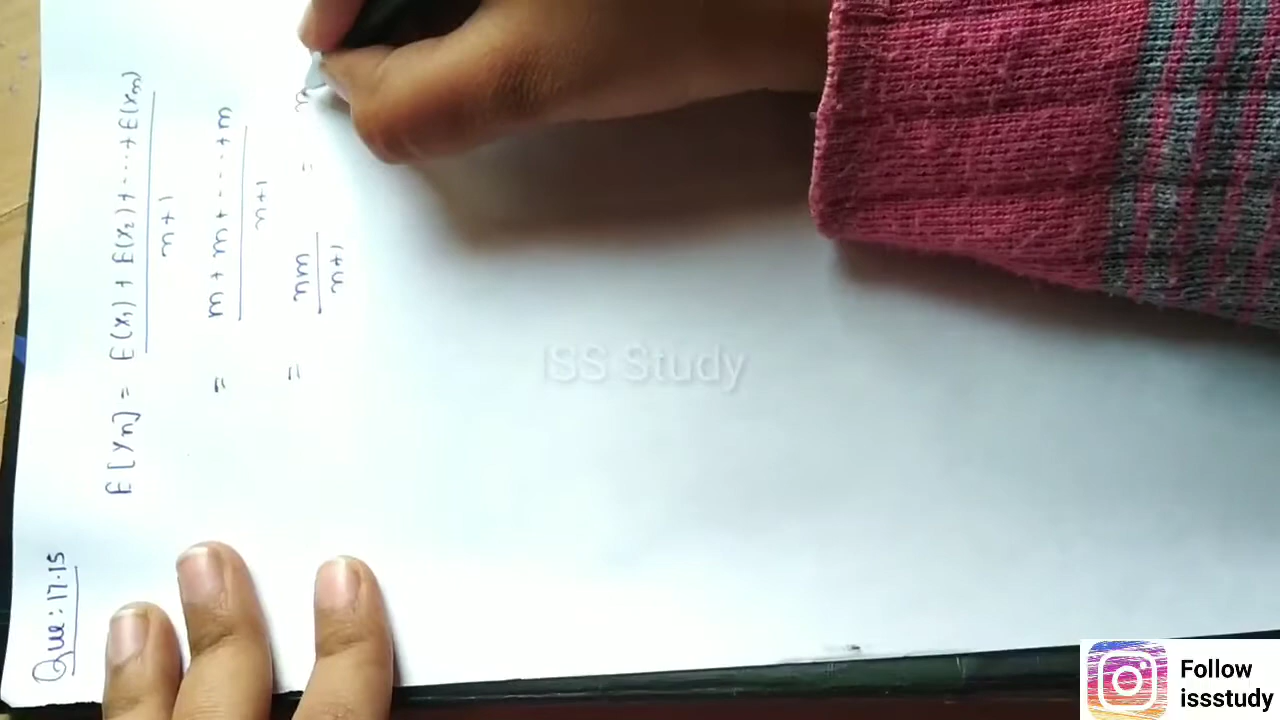 Que: 17.15
E[Yn] = E(X1) + E(X2) + ... + E(Xn) / n+1
= m + m + .... + m / n+1
= nm / n+1 =
ISS Study
Follow
issstudy